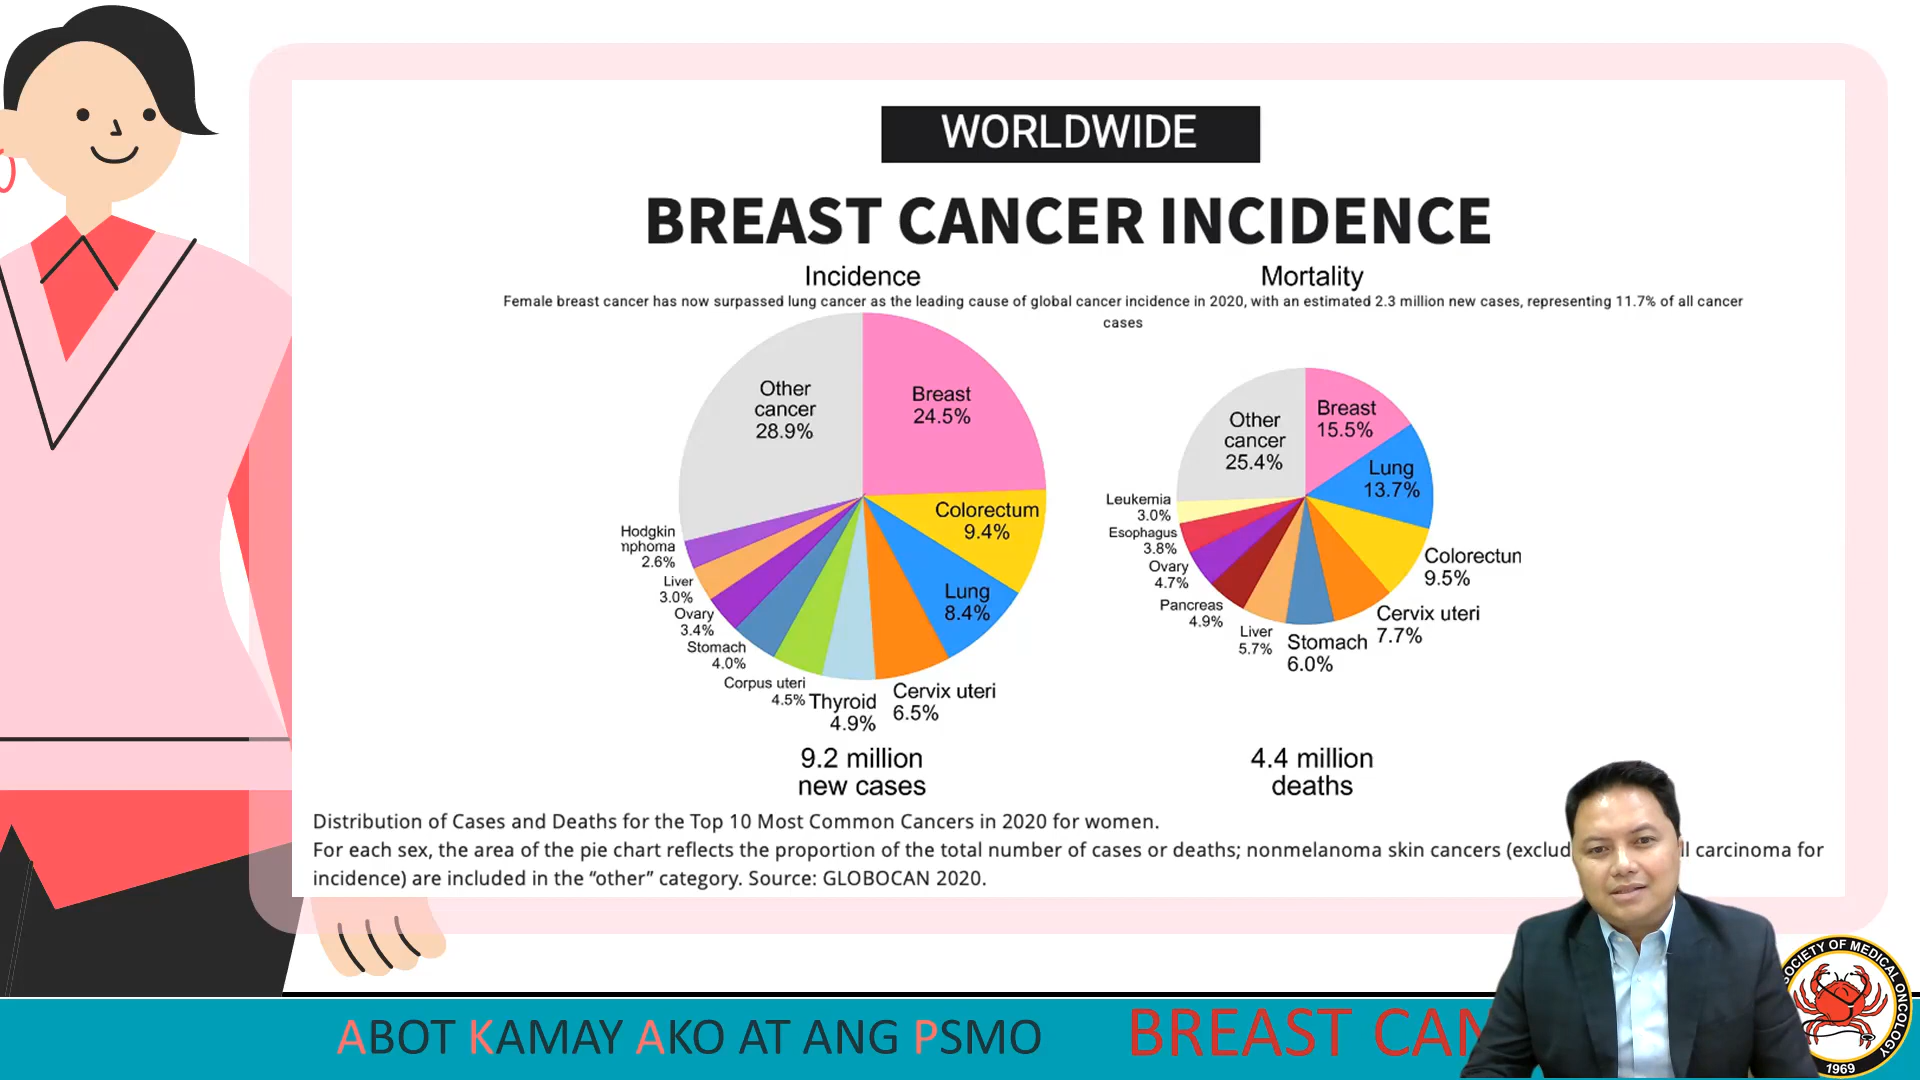 WORLDWIDE
BREAST CANCER INCIDENCE
Incidence
Mortality
Female breast cancer has now surpassed lung cancer as the leading cause of global cancer incidence in 2020, with an estimated 2.3 million new cases, representing 11.7% of all cancer
cases
Other
cancer
28.9%
Breast
24.5%
Colorectum
9.4%
Lung
8.4%
Cervix uteri
6.5%
Thyroid
4.9%
Corpus uteri
4.5%
Stomach
4.0%
Ovary
3.4%
Liver
3.0%
Hodgkin
mphoma
2.6%
9.2 million
new cases
Other
cancer
25.4%
Breast
15.5%
Lung
13.7%
Colorectun
9.5%
Cervix uteri
7.7%
Stomach
6.0%
Liver
5.7%
Pancreas
4.9%
Ovary
4.7%
Esophagus
3.8%
Leukemia
3.0%
4.4 million
deaths
Distribution of Cases and Deaths for the Top 10 Most Common Cancers in 2020 for women.
For each sex, the area of the pie chart reflects the proportion of the total number of cases or deaths; nonmelanoma skin cancers (exclud ll carcinoma for
incidence) are included in the “other” category. Source: GLOBOCAN 2020.
ABOT KAMAY AKO AT ANG PSMO
BREAST CAN
SOCIETY OF MEDICAL ONCOLOGY
1969